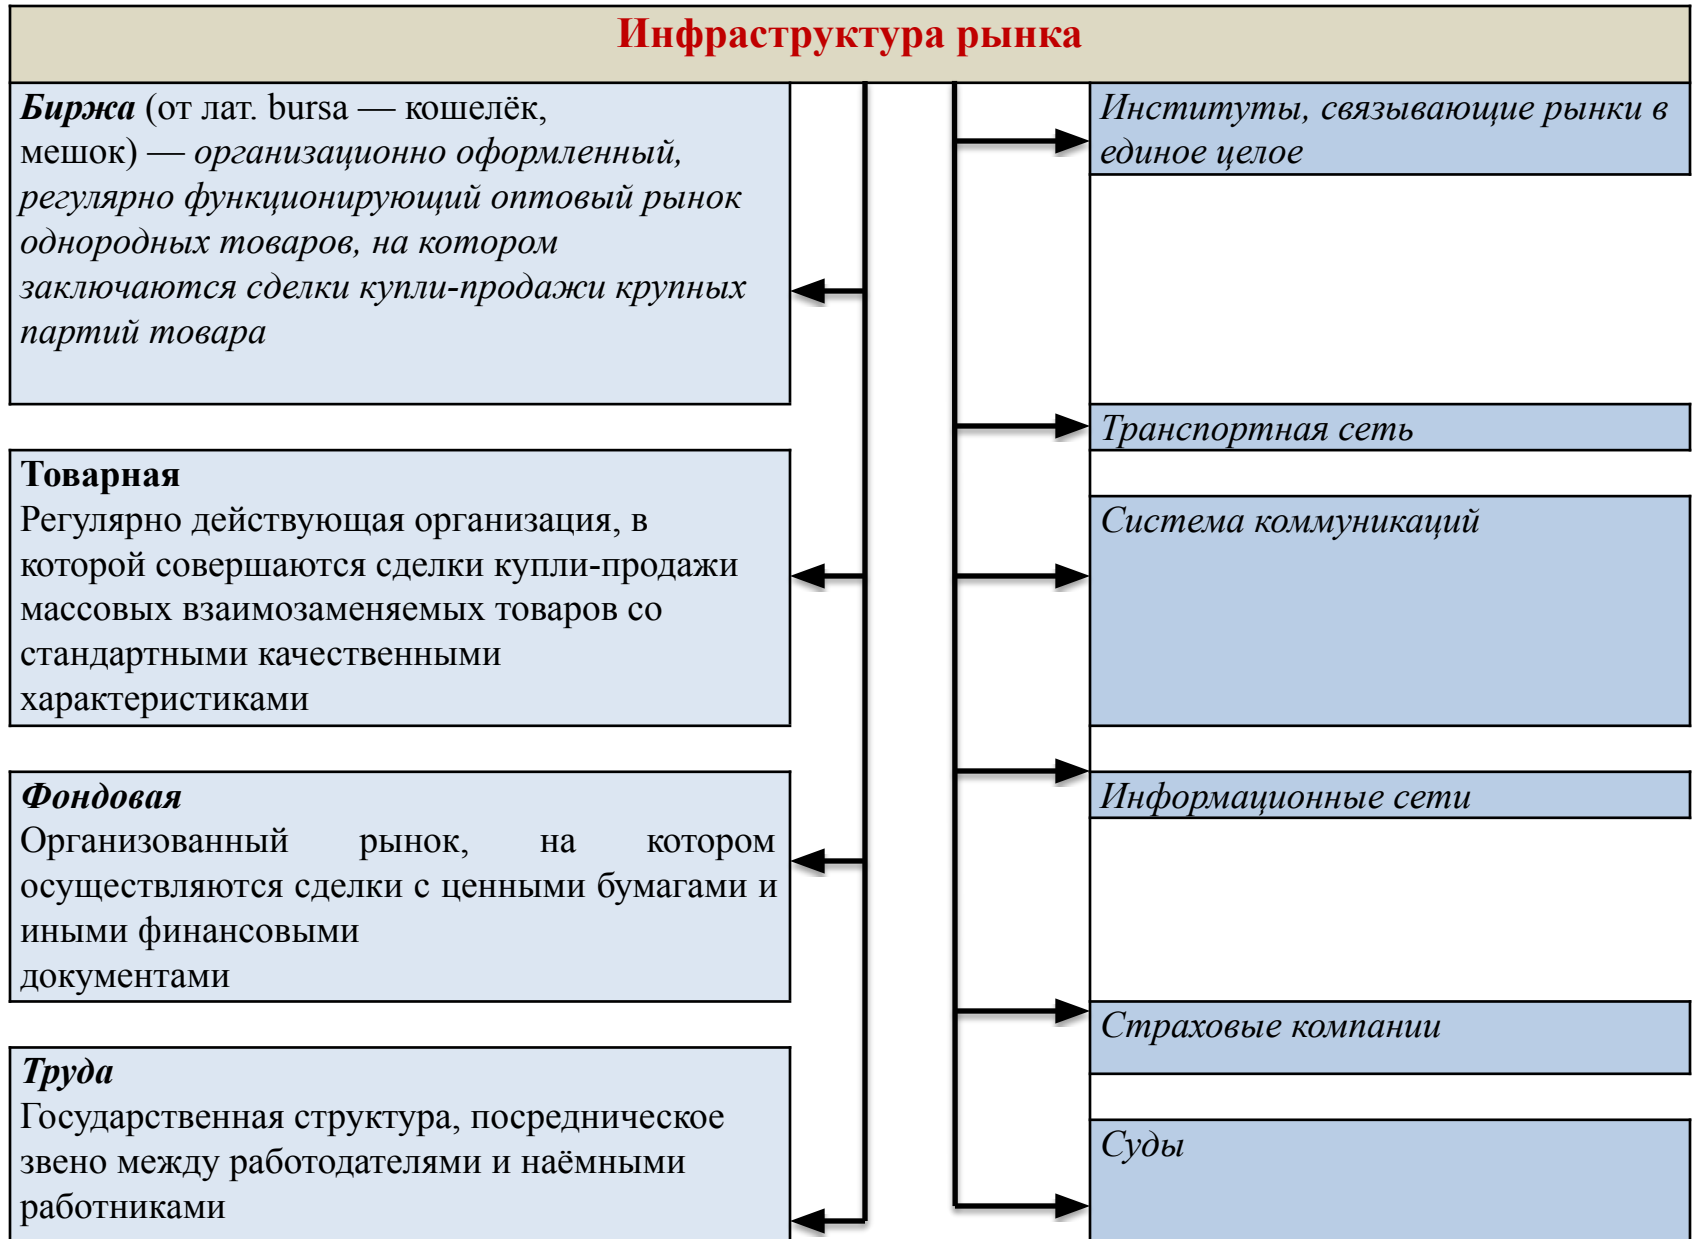 Инфраструктура рынка
Биржа (от лат. bursa — кошелёк,
мешок) — организационно оформленный,
регулярно функционирующий оптовый рынок
однородных товаров, на котором
заключаются сделки купли-продажи крупных
партий товара
Товарная
Регулярно действующая организация, в
которой совершаются сделки купли-продажи
массовых взаимозаменяемых товаров со
стандартными качественными
характеристиками
Фондовая
Организованный рынок, на котором
осуществляются сделки с ценными бумагами и
иными финансовыми
документами
Труда
Государственная структура, посредническое
звено между работодателями и наёмными
работниками
Институты, связывающие рынки в
единое целое
Транспортная сеть
Система коммуникаций
Информационные сети
Страховые компании
Суды